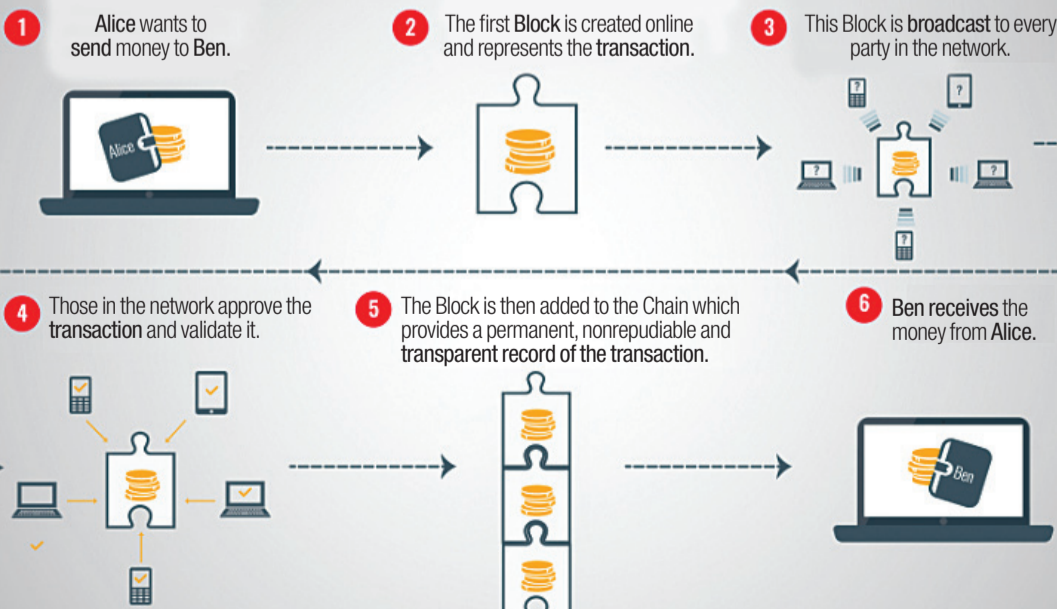 1
Alice wants to
send money to Ben.
Alice
2
The first Block is created online
and represents the transaction.
3
This Block is broadcast to every
party in the network.
?
?
?
?
?
4
Those in the network approve the
transaction and validate it.
5
The Block is then added to the Chain which
provides a permanent, nonrepudiable and
transparent record of the transaction.
6
Ben receives the
money from Alice.
Ben